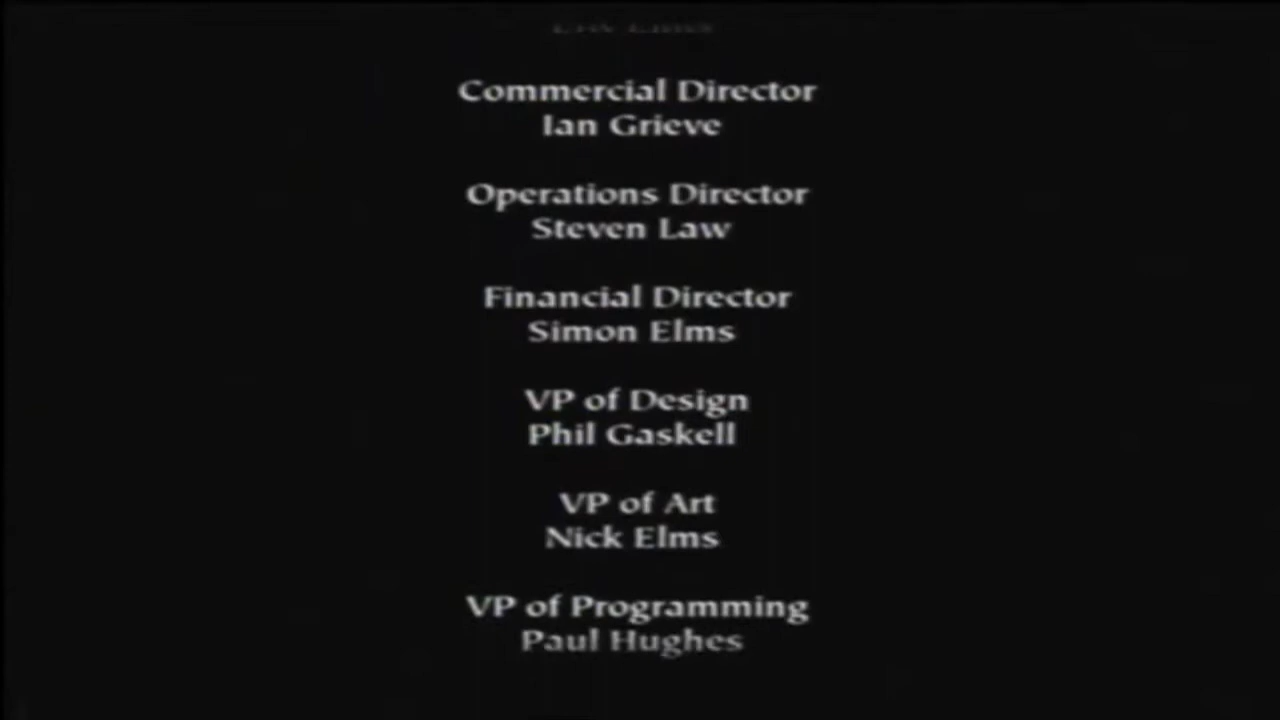 Commercial Director
Ian Grieve
Operations Director
Steven Law
Financial Director
Simon Elms
VP of Design
Phil Gaskell
VP of Art
Nick Elms
VP of Programming
Paul Hughes